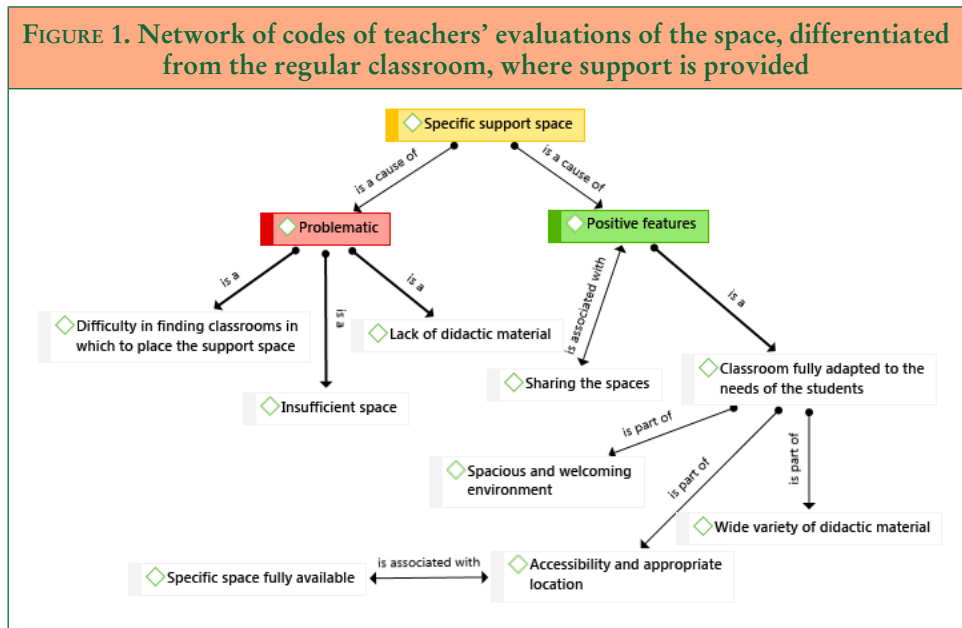 FIGURE 1. Network of codes of teachers’ evaluations of the space, differentiated
from the regular classroom, where support is provided
Specific support space
is a cause of
is a cause of
Problematic
Positive features
is a
is a
is a
is associated with
is a
Difficulty in finding classrooms in
which to place the support space
Lack of didactic material
Insufficient space
Sharing the spaces
Classroom fully adapted to the
needs of the students
is part of
is part of
is part of
Spacious and welcoming
environment
Wide variety of didactic material
Specific space fully available
is associated with
Accessibility and appropriate
location